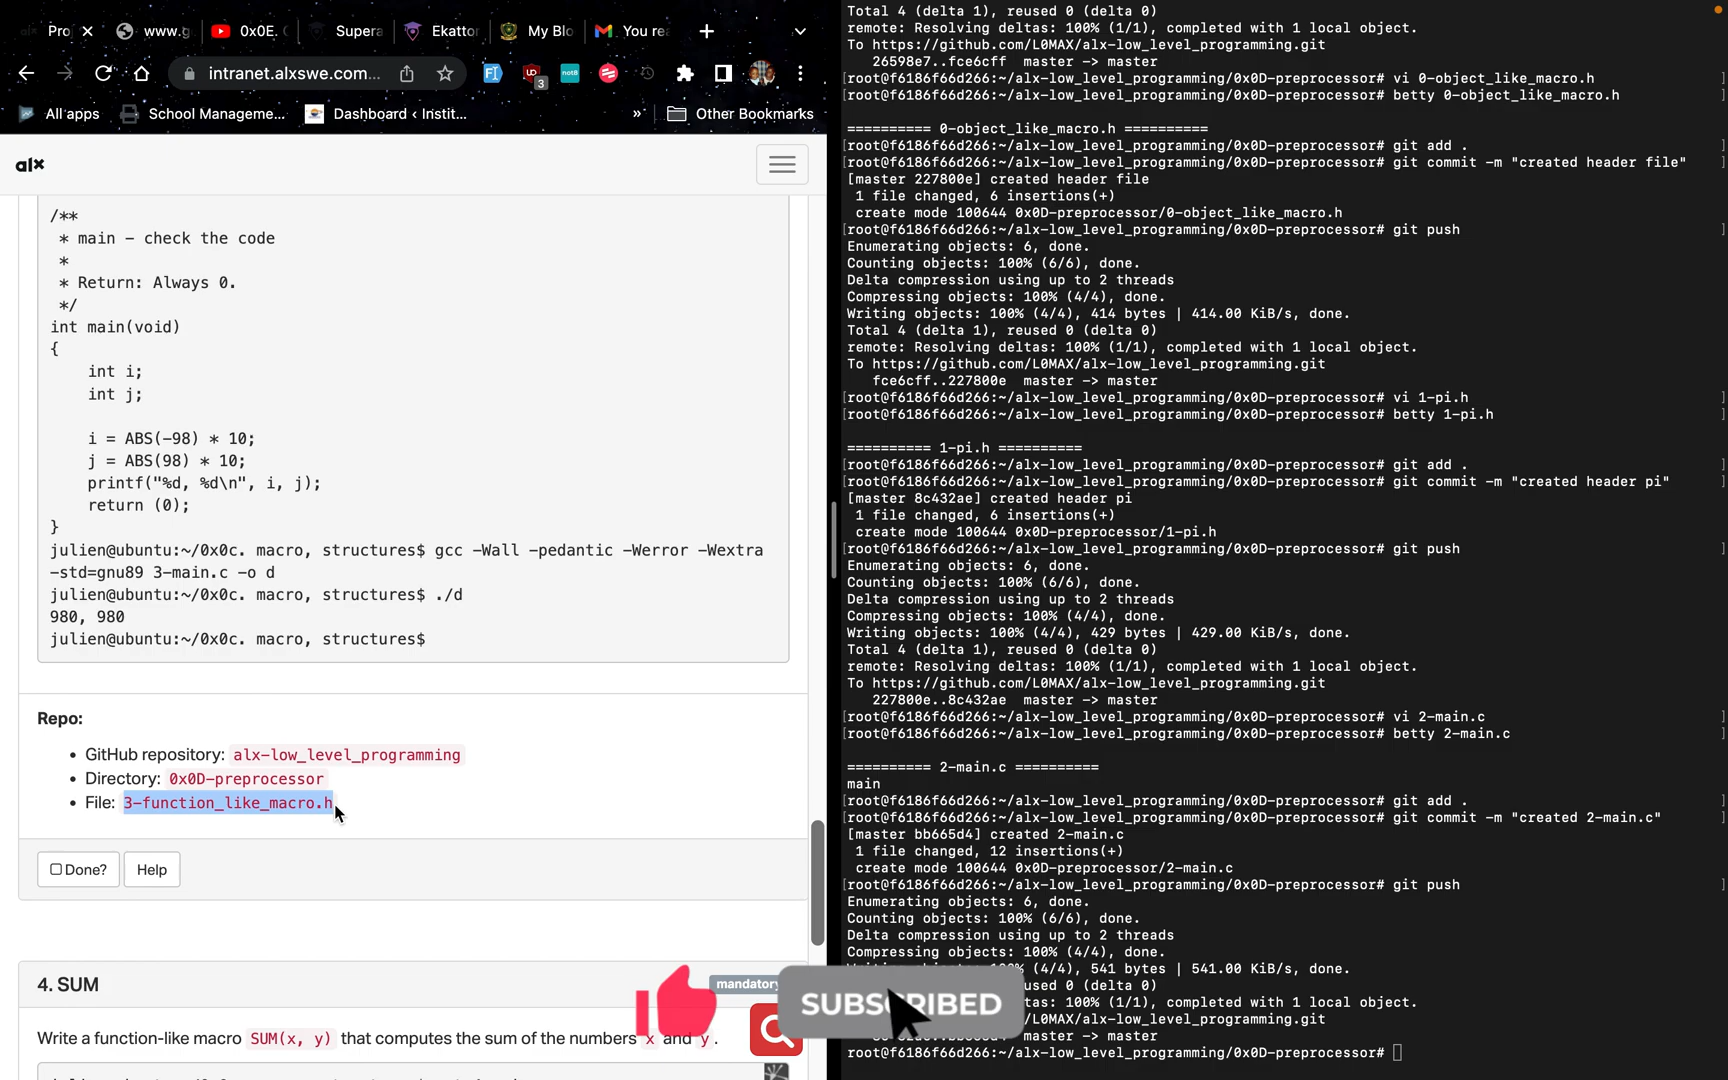 Pro
www.g
0x0E.
Supera
Ekattor
My Blo
You rea
intranet.alxswe.com...
3
All apps
School Manageme...
Dashboard ‹ Instit...
»
Other Bookmarks
alx
/**
 * main - check the code
 *
 * Return: Always 0.
 */
int main(void)
{
    int i;
    int j;

    i = ABS(-98) * 10;
    j = ABS(98) * 10;
    printf("%d, %d\n", i, j);
    return (0);
}
julien@ubuntu:~/0x0c. macro, structures$ gcc -Wall -pedantic -Werror -Wextra
-std=gnu89 3-main.c -o d
julien@ubuntu:~/0x0c. macro, structures$ ./d
980, 980
julien@ubuntu:~/0x0c. macro, structures$
Repo:
• GitHub repository: alx-low_level_programming
• Directory: 0x0D-preprocessor
• File: 3-function_like_macro.h
Done?
Help
4. SUM
mandatory
Write a function-like macro SUM(x, y) that computes the sum of the numbers x and y.
SUBSCRIBED
Total 4 (delta 1), reused 0 (delta 0)
remote: Resolving deltas: 100% (1/1), completed with 1 local object.
To https://github.com/L0MAX/alx-low_level_programming.git
   26598e7..fce6cff  master -> master
[root@f6186f66d266:~/alx-low_level_programming/0x0D-preprocessor# vi 0-object_like_macro.h ]
[root@f6186f66d266:~/alx-low_level_programming/0x0D-preprocessor# betty 0-object_like_macro.h ]

========== 0-object_like_macro.h ==========
[root@f6186f66d266:~/alx-low_level_programming/0x0D-preprocessor# git add . ]
[root@f6186f66d266:~/alx-low_level_programming/0x0D-preprocessor# git commit -m "created header file" ]
[master 227800e] created header file
 1 file changed, 6 insertions(+)
 create mode 100644 0x0D-preprocessor/0-object_like_macro.h
[root@f6186f66d266:~/alx-low_level_programming/0x0D-preprocessor# git push ]
Enumerating objects: 6, done.
Counting objects: 100% (6/6), done.
Delta compression using up to 2 threads
Compressing objects: 100% (4/4), done.
Writing objects: 100% (4/4), 414 bytes | 414.00 KiB/s, done.
Total 4 (delta 1), reused 0 (delta 0)
remote: Resolving deltas: 100% (1/1), completed with 1 local object.
To https://github.com/L0MAX/alx-low_level_programming.git
   fce6cff..227800e  master -> master
[root@f6186f66d266:~/alx-low_level_programming/0x0D-preprocessor# vi 1-pi.h ]
[root@f6186f66d266:~/alx-low_level_programming/0x0D-preprocessor# betty 1-pi.h ]

========== 1-pi.h ==========
[root@f6186f66d266:~/alx-low_level_programming/0x0D-preprocessor# git add . ]
[root@f6186f66d266:~/alx-low_level_programming/0x0D-preprocessor# git commit -m "created header pi" ]
[master 8c432ae] created header pi
 1 file changed, 6 insertions(+)
 create mode 100644 0x0D-preprocessor/1-pi.h
[root@f6186f66d266:~/alx-low_level_programming/0x0D-preprocessor# git push ]
Enumerating objects: 6, done.
Counting objects: 100% (6/6), done.
Delta compression using up to 2 threads
Compressing objects: 100% (4/4), done.
Writing objects: 100% (4/4), 429 bytes | 429.00 KiB/s, done.
Total 4 (delta 1), reused 0 (delta 0)
remote: Resolving deltas: 100% (1/1), completed with 1 local object.
To https://github.com/L0MAX/alx-low_level_programming.git
   227800e..8c432ae  master -> master
[root@f6186f66d266:~/alx-low_level_programming/0x0D-preprocessor# vi 2-main.c ]
[root@f6186f66d266:~/alx-low_level_programming/0x0D-preprocessor# betty 2-main.c ]

========== 2-main.c ==========
main
[root@f6186f66d266:~/alx-low_level_programming/0x0D-preprocessor# git add . ]
[root@f6186f66d266:~/alx-low_level_programming/0x0D-preprocessor# git commit -m "created 2-main.c" ]
[master bb665d4] created 2-main.c
 1 file changed, 12 insertions(+)
 create mode 100644 0x0D-preprocessor/2-main.c
[root@f6186f66d266:~/alx-low_level_programming/0x0D-preprocessor# git push ]
Enumerating objects: 6, done.
Counting objects: 100% (6/6), done.
Delta compression using up to 2 threads
Compressing objects: 100% (4/4), done.
(4/4), 541 bytes | 541.00 KiB/s, done.
used 0 (delta 0)
tas: 100% (1/1), completed with 1 local object.
/L0MAX/alx-low_level_programming.git
master -> master
root@f6186f66d266:~/alx-low_level_programming/0x0D-preprocessor#